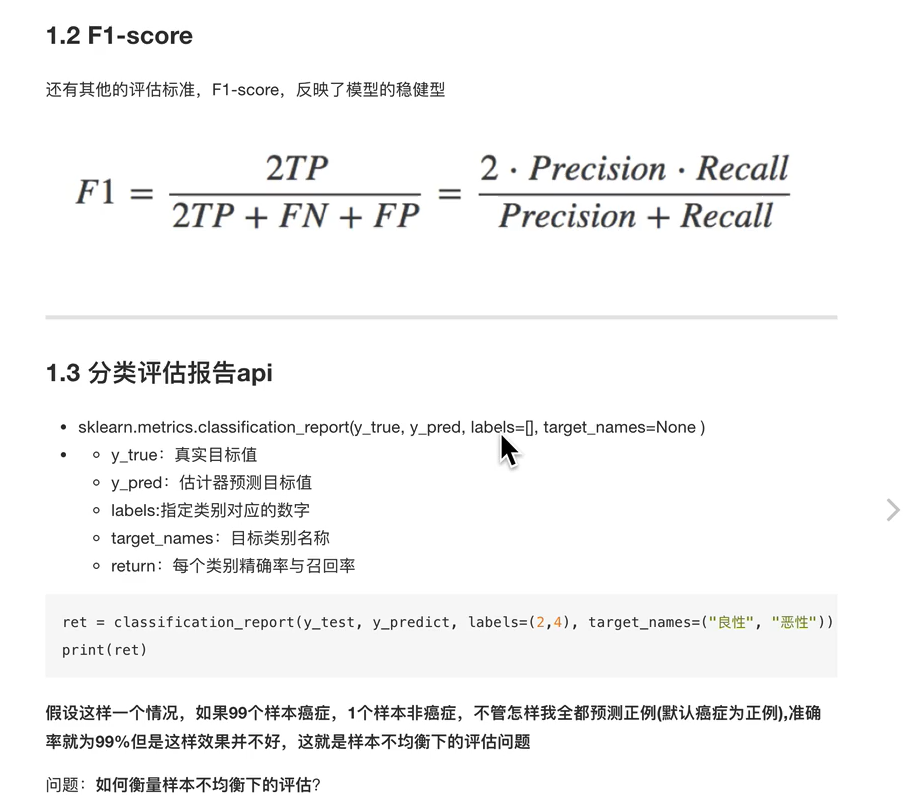 1.2 F1-score
还有其他的评估标准，F1-score，反映了模型的稳健型
F1 = 2TP / (2TP + FN + FP) = 2 · Precision · Recall / (Precision + Recall)
1.3 分类评估报告api
• sklearn.metrics.classification_report(y_true, y_pred, labels=[], target_names=None )
• ◦ y_true：真实目标值
◦ y_pred：估计器预测目标值
◦ labels:指定类别对应的数字
◦ target_names：目标类别名称
◦ return：每个类别精确率与召回率
ret = classification_report(y_test, y_predict, labels=(2,4), target_names=("良性", "恶性"))
print(ret)
假设这样一个情况，如果99个样本癌症，1个样本非癌症，不管怎样我全都预测正例(默认癌症为正例),准确
率就为99%但是这样效果并不好，这就是样本不均衡下的评估问题
问题：如何衡量样本不均衡下的评估?